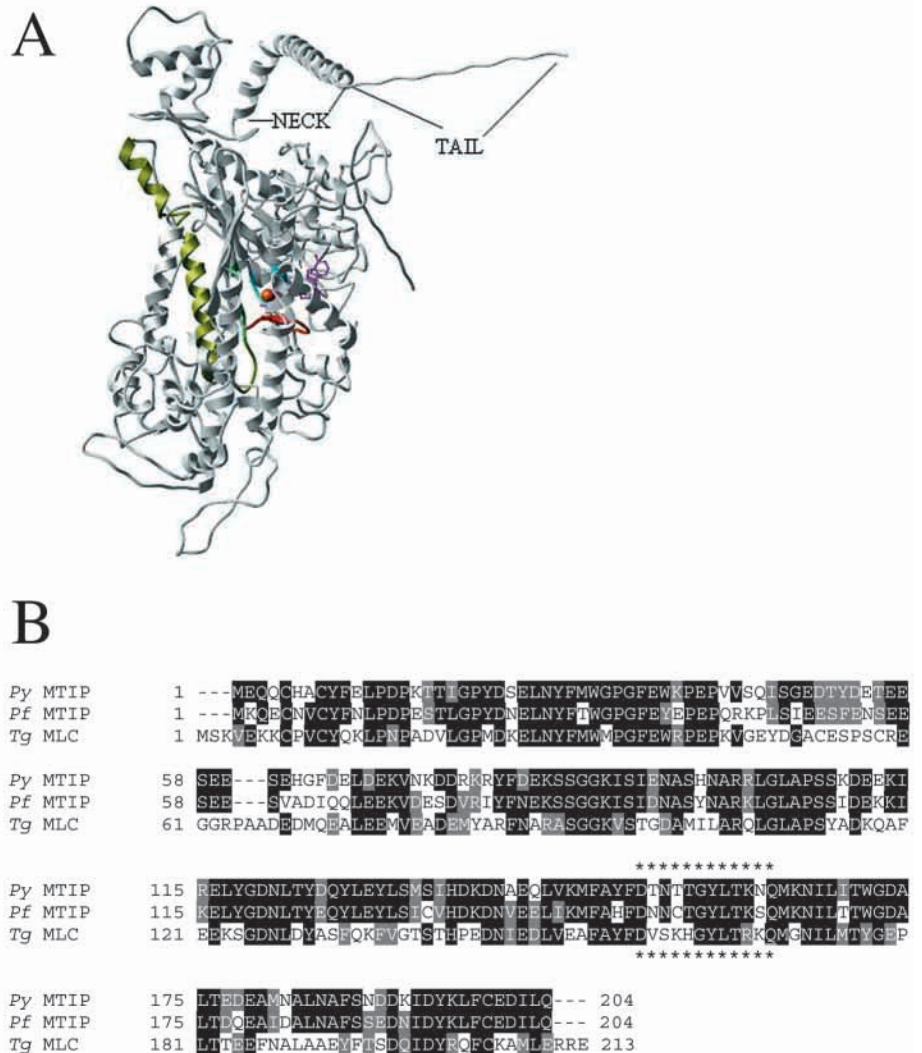 A
NECK
TAIL
B
Py MTIP 1 ---MEQQCHACYFELPDPKTTIGPYDSELNYFMWGPGFEWKPEPVVSQISGEDTYDETEE
Pf MTIP 1 ---MKQECNVCYFNLPDPESTLGPYDNELNYFTWGPGFEYEPEPQRKPLSIEESFENSEE
Tg MLC 1 MSKVEKKCPVCYQKLPNPADVLGPMDKELNYFMWMPGFEWRPEPKVGEYDGACESPSCRE
Py MTIP 58 SEE---SEHGFDELDEKVNKDDRKRYFDEKSSGGKISIENASHNARRLGLAPSSKDEEKI
Pf MTIP 58 SEE---SVADIQQLEEKVDESDVRIYFNEKSSGGKISIDNASYNARKLGLAPSSIDEKKI
Tg MLC 61 GGRPAADEDMQEALEEMVEADEMYARFNARASGGKVSTGDAMILARQLGLAPSYADKQAF
************
Py MTIP 115 RELYGDNLTYDQYLEYLSMSIHDKDNAEQLVKMFAYFDTNTTGYLTKNQMKNILITWGDA
Pf MTIP 115 KELYGDNLTYEQYLEYLSICVHDKDNVEELIKMFAHFDNNCTGYLTKSQMKNILTTWGDA
Tg MLC 121 EEKSGDNLDYASFQKFVGTSTHPEDNIEDLVEAFAYFDVSKHGYLTRKQMGNILMTYGEP
************
Py MTIP 175 LTEDEAMNALNAFSNDDKIDYKLFCEDILQ--- 204
Pf MTIP 175 LTDQEAIDALNAFSSEDNIDYKLFCEDILQ--- 204
Tg MLC 181 LTTEEFNALAAEYFTSDQIDYRQFCKAMLERRE 213